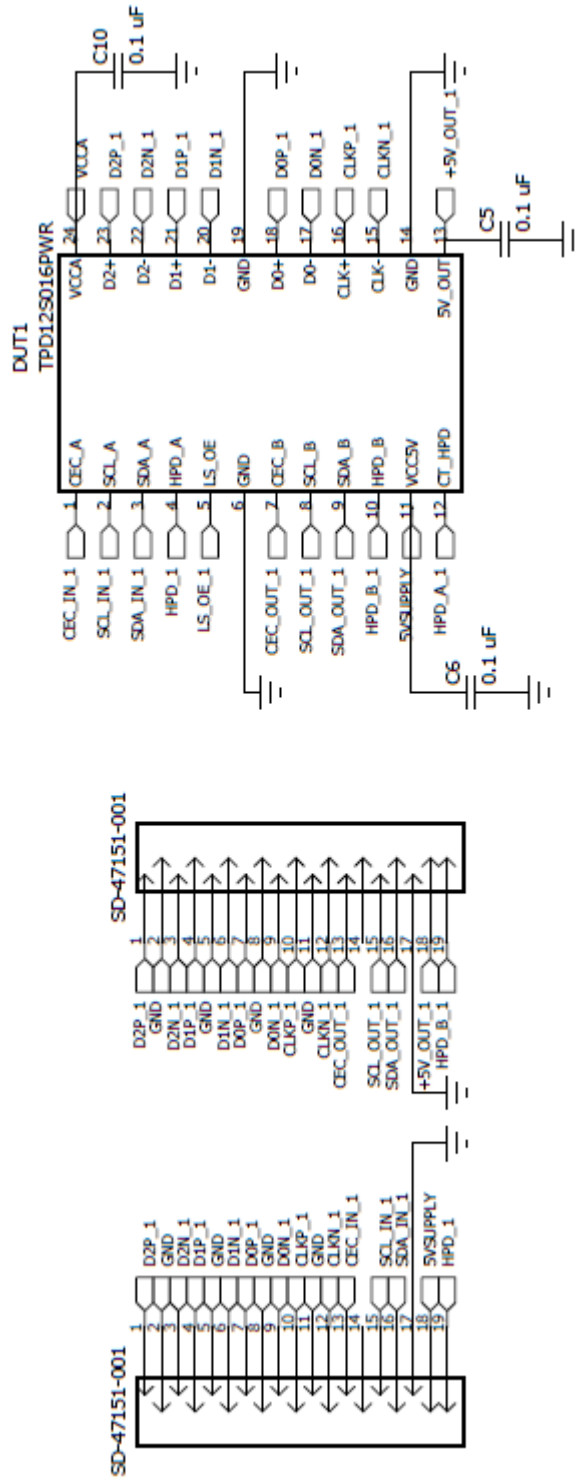 DUT1
TPD12S016PWR
CEC_IN_1
1
CEC_A
SCL_IN_1
2
SCL_A
SDA_IN_1
3
SDA_A
HPD_1
4
HPD_A
LS_OE_1
5
LS_OE
6
GND
CEC_OUT_1
7
CEC_B
SCL_OUT_1
8
SCL_B
SDA_OUT_1
9
SDA_B
HPD_B_1
10
HPD_B
5VSUPPLY
11
VCC5V
HPD_A_1
12
CT_HPD
C6
0.1 uF
VCCA
24
VCCA
C10
0.1 uF
D2+
23
D2P_1
D2-
22
D2N_1
D1+
21
D1P_1
D1-
20
D1N_1
GND
19
D0+
18
D0P_1
D0-
17
D0N_1
CLK+
16
CLKP_1
CLK-
15
CLKN_1
GND
14
5V_OUT
13
+5V_OUT_1
C5
0.1 uF
SD-47151-001
D2P_1
1
GND
2
D2N_1
3
D1P_1
4
GND
5
D1N_1
6
D0P_1
7
GND
8
D0N_1
9
CLKP_1
10
GND
11
CLKN_1
12
CEC_OUT_1
13
14
SCL_OUT_1
15
SDA_OUT_1
16
17
+5V_OUT_1
18
HPD_B_1
19
SD-47151-001
1
D2P_1
2
GND
3
D2N_1
4
D1P_1
5
GND
6
D1N_1
7
D0P_1
8
GND
9
D0N_1
10
CLKP_1
11
GND
12
CLKN_1
13
CEC_IN_1
14
15
SCL_IN_1
16
SDA_IN_1
17
18
5VSUPPLY
19
HPD_1